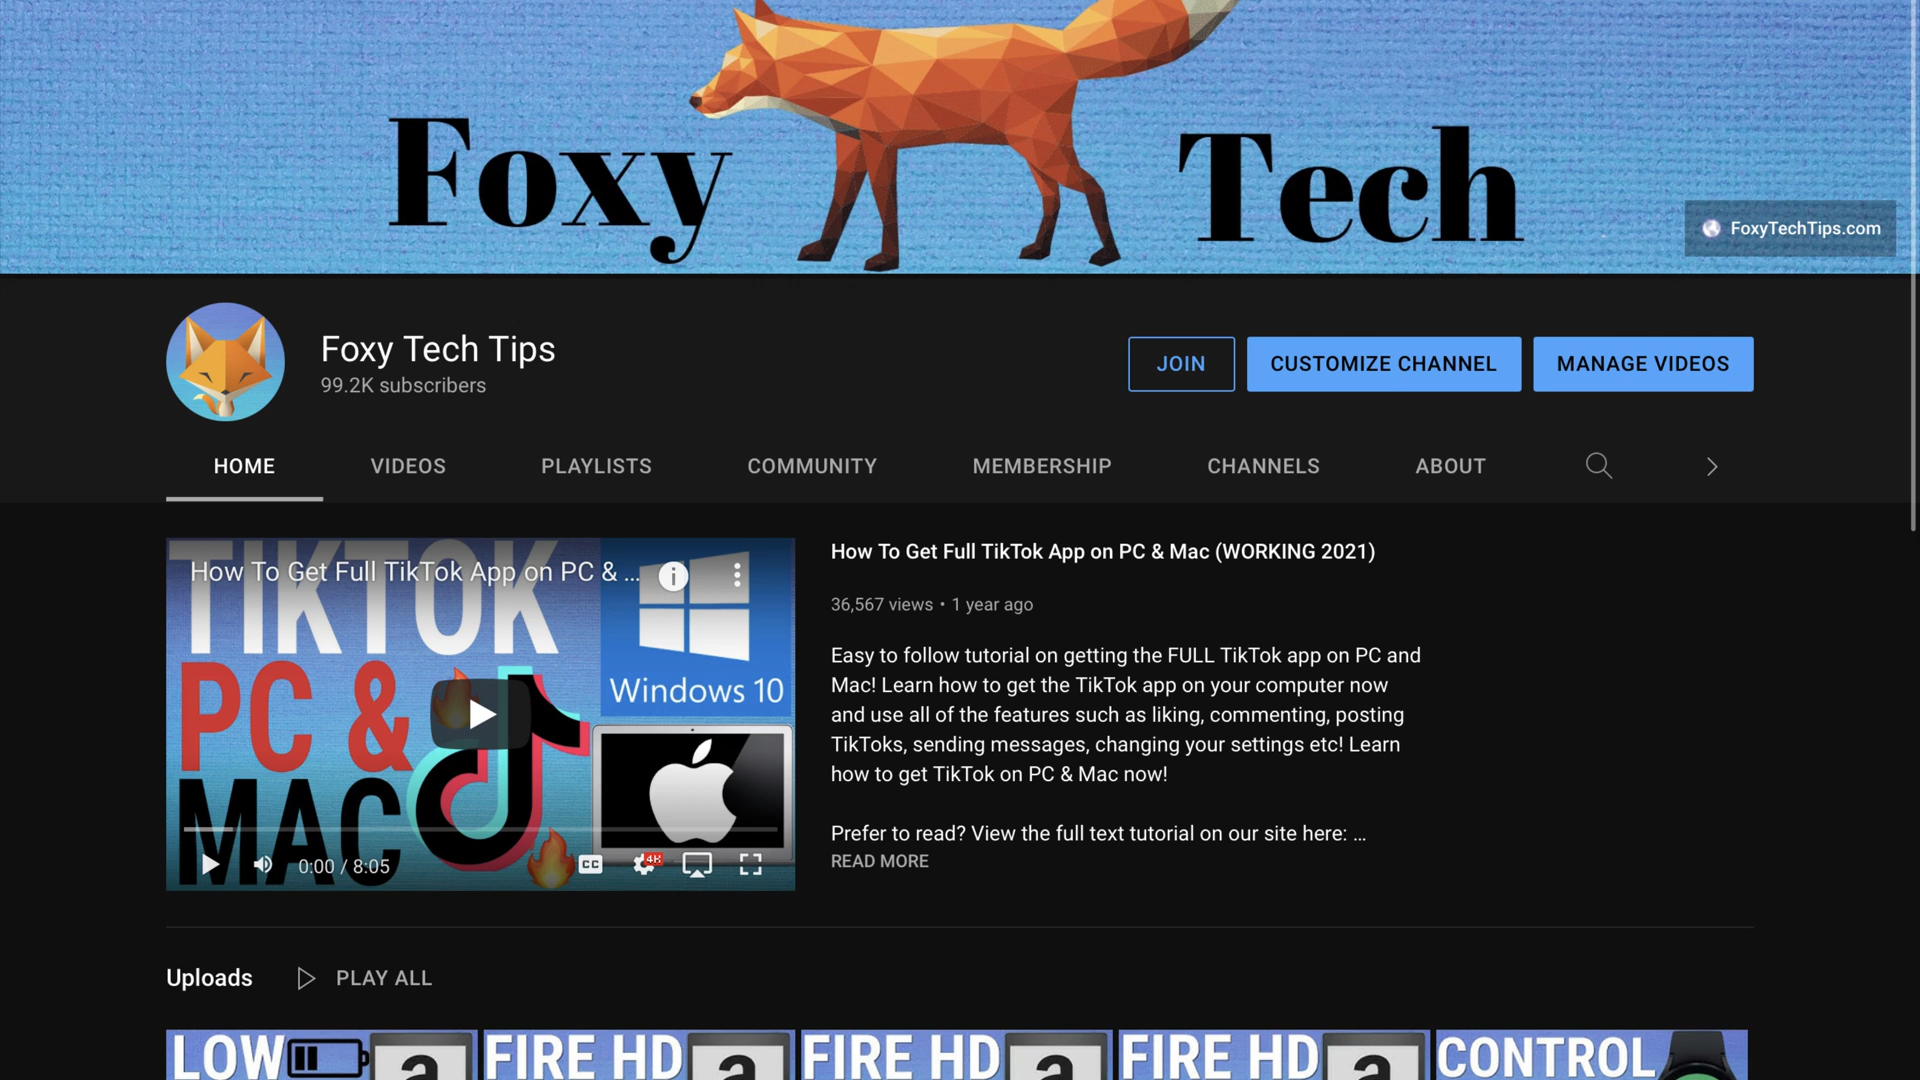 Foxy Tech
FoxyTechTips.com
Foxy Tech Tips
99.2K subscribers
JOIN
CUSTOMIZE CHANNEL
MANAGE VIDEOS
HOME
VIDEOS
PLAYLISTS
COMMUNITY
MEMBERSHIP
CHANNELS
ABOUT
TIKTOK
How To Get Full TikTok App on PC & ...
PC &
MAC
Windows 10
0:00 / 8:05
CC
4K
How To Get Full TikTok App on PC & Mac (WORKING 2021)
36,567 views • 1 year ago
Easy to follow tutorial on getting the FULL TikTok app on PC and
Mac! Learn how to get the TikTok app on your computer now
and use all of the features such as liking, commenting, posting
TikToks, sending messages, changing your settings etc! Learn
how to get TikTok on PC & Mac now!
Prefer to read? View the full text tutorial on our site here: ...
READ MORE
Uploads
PLAY ALL
LOW
a
FIRE HD
a
FIRE HD
a
FIRE HD
a
CONTROL